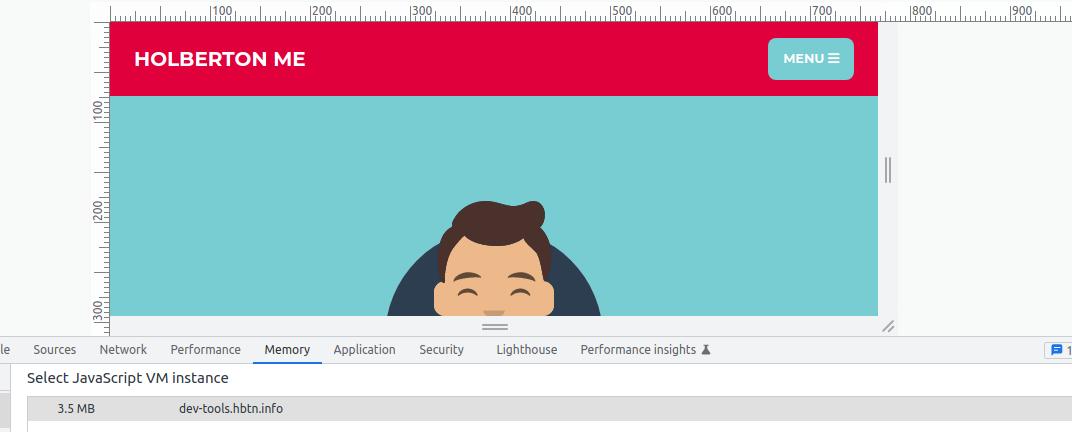 100 200 300 400 500 600 700 800 900
HOLBERTON ME
MENU
100
200
300
Sources Network Performance Memory Application Security Lighthouse Performance insights
Select JavaScript VM instance
3.5 MB dev-tools.hbtn.info